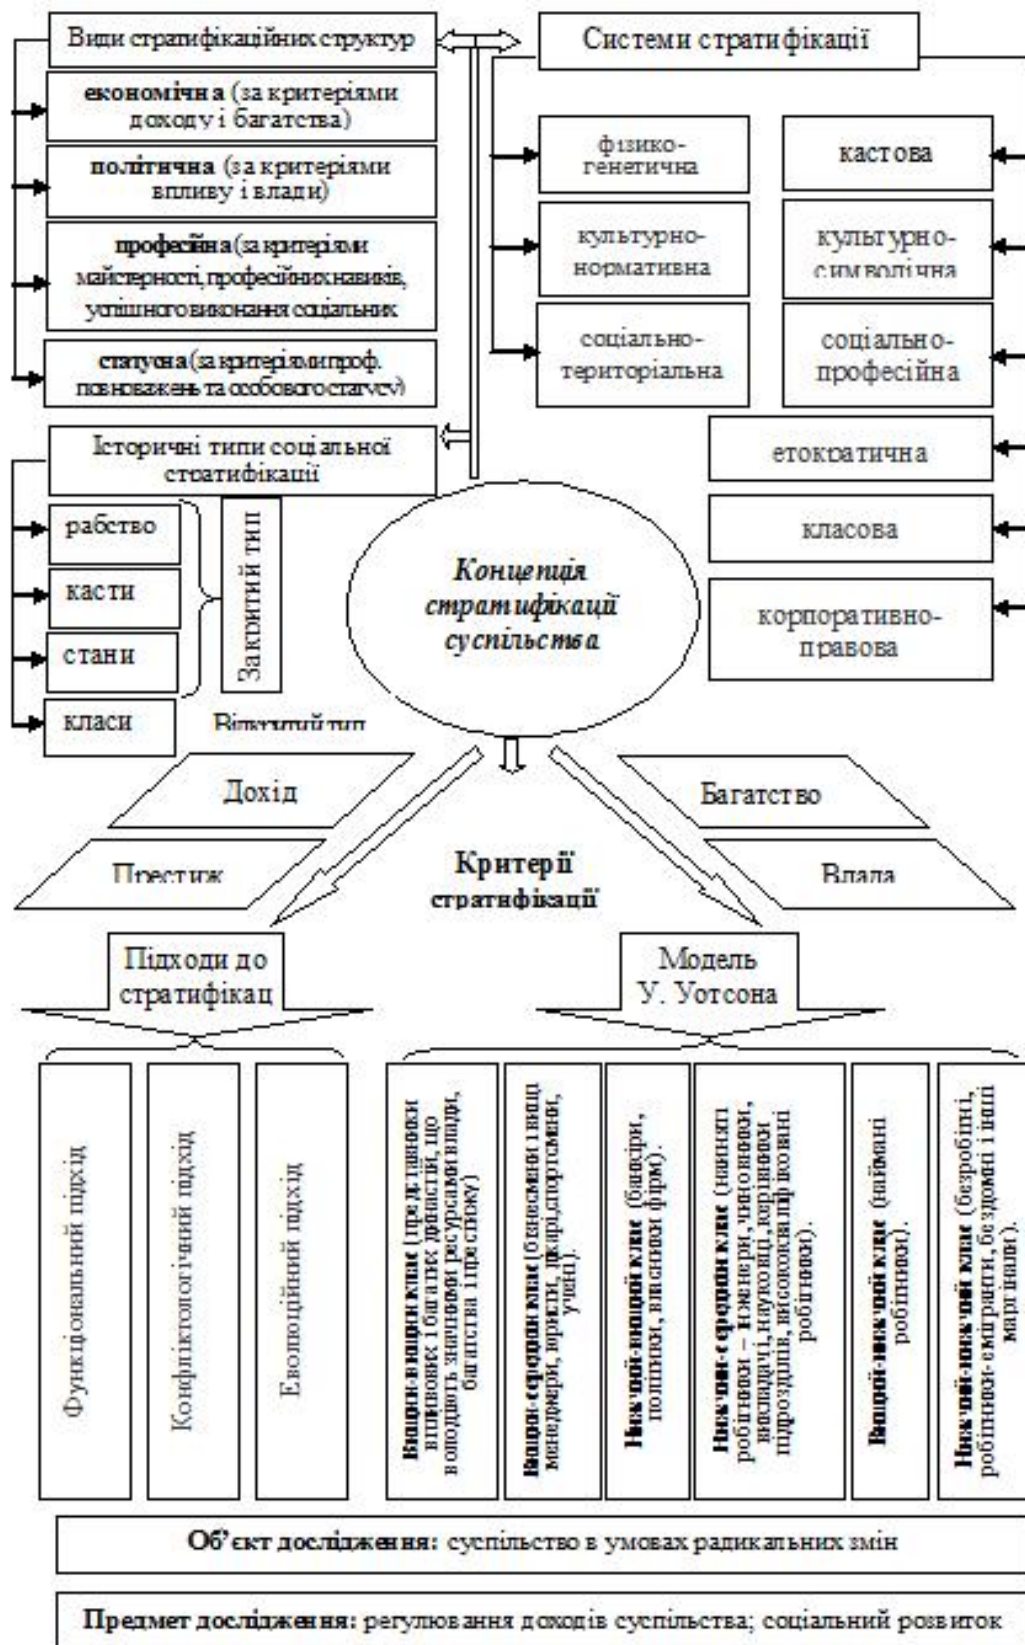 Види стратифікаційних структур
економічна (за критеріями
доходу і багатства)
політична (за критеріями
впливу і влади)
професійна (за критеріями
майстерності, професійних навиків,
успішного виконання соціальних
статусна (за критеріями проф.
повноважень та особового статусу)
Системи стратифікації
фізико-
генетична
культурно-
нормативна
соціально-
територіальна
кастова
культурно-
символічна
соціально-
професійна
етократична
класова
корпоративно-
правова
Історичні типи соціальної
стратифікації
рабство
касти
стани
класи
Закритий тип
Відкритий тип
Концепція
стратифікації
суспільства
Дохід
Престиж
Багатство
Влада
Критерії
стратифікації
Підходи до
стратифікац
Функціональний підхід
Конфліктологічний підхід
Еволюційний підхід
Модель
У. Уотсона
Вищий-вищий клас (представники
впливових і багатих династій, що
володіють значними ресурсами влади,
багатства і престижу)
Вищий-середній клас (бізнесмени і вищі
менеджери, юристи, лікарі, спортсмени,
учені).
Нижчий-вищий клас (банкіри,
політики, власники фірм).
Нижчий-середній клас (найняті
робітники – інженери, чиновники,
викладачі, науковці, керівники
підрозділів, висококваліфіковані
робітники).
Вищий-нижчий клас (наймані
робітники).
Нижчий-нижчий клас (безробітні,
робітники-емігранти, бездомні і інші
маргінали).
Об’єкт дослідження: суспільство в умовах радикальних змін
Предмет дослідження: регулювання доходів суспільства; соціальний розвиток